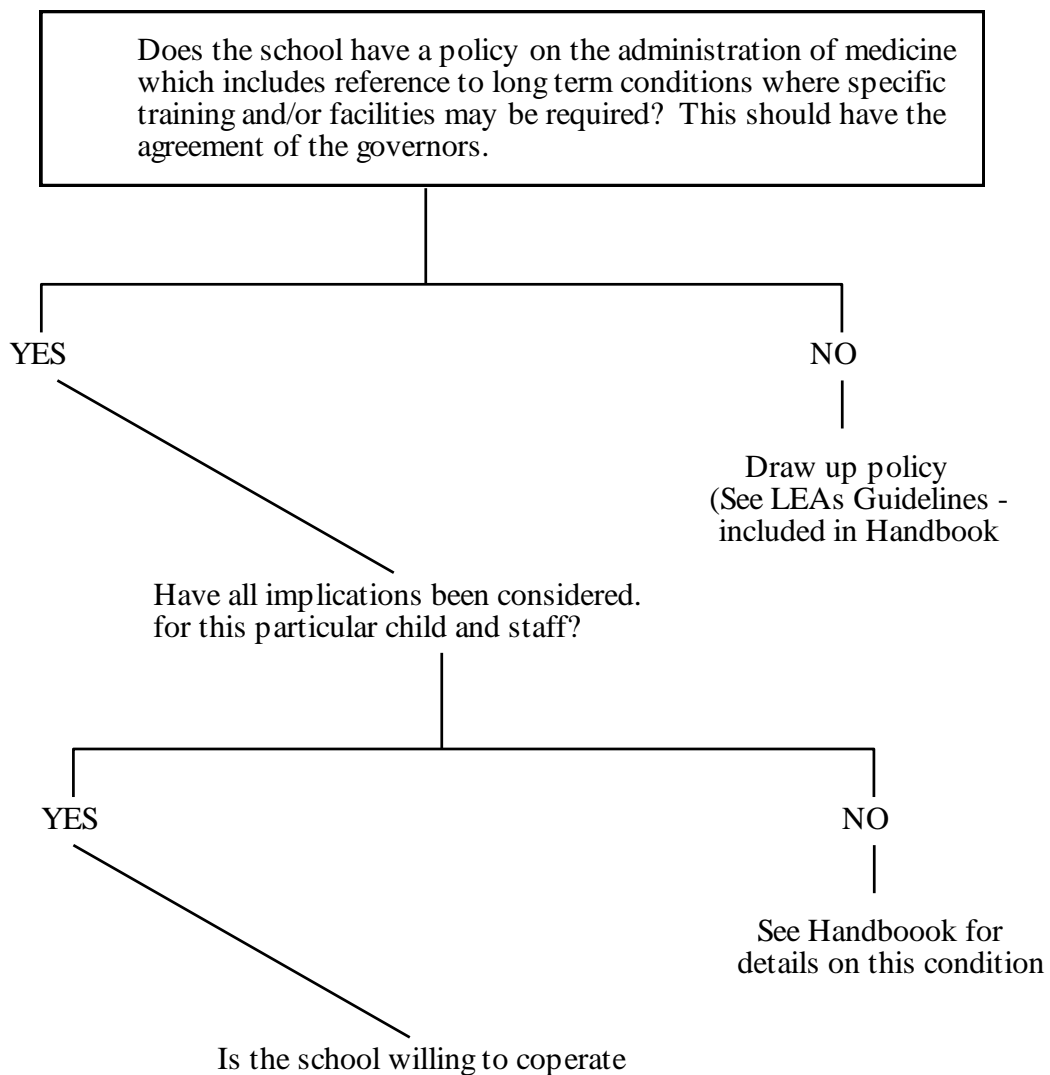 Does the school have a policy on the administration of medicine
which includes reference to long term conditions where specific
training and/or facilities may be required? This should have the
agreement of the governors.
YES
NO
Draw up policy
(See LEAs Guidelines -
included in Handbook
Have all implications been considered.
for this particular child and staff?
YES
NO
See Handboook for
details on this condition
Is the school willing to coperate